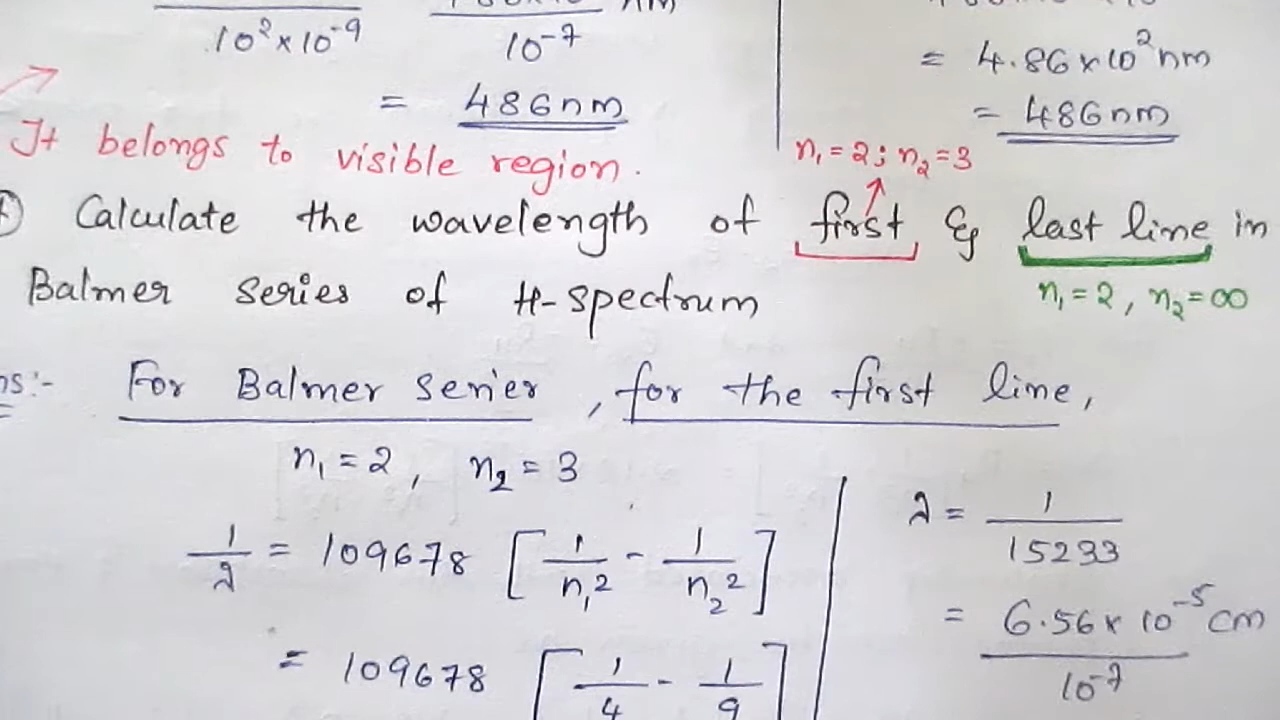 10²×10⁻⁹
10⁻⁷
= 4.86×10² nm
= 486nm
= 486nm
It belongs to visible region.
n₁=2; n₂=3
Calculate the wavelength of first & last line in
n₁=2, n₂=∞
Balmer series of H-spectrum
For Balmer series, for the first line,
n₁=2, n₂=3
1/λ = 109678 [1/n₁² - 1/n₂²]
= 109678 [1/4 - 1/9
λ = 1/15233
= 6.56×10⁻⁵cm/10⁻⁷